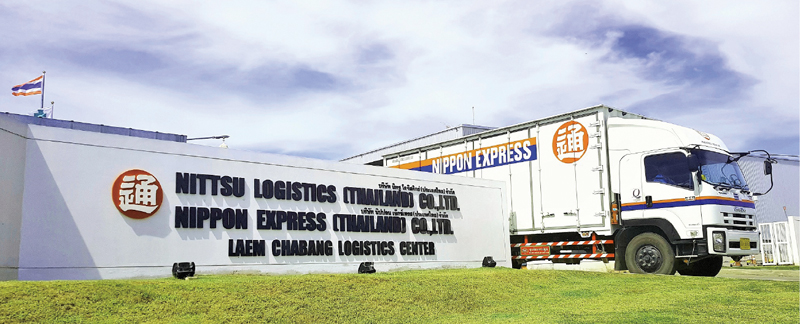 通
NITTSU LOGISTICS (THAILAND) CO.,LTD.
NIPPON EXPRESS (THAILAND) CO.,LTD.
LAEM CHABANG LOGISTICS CENTER
NIPPON EXPRESS
通